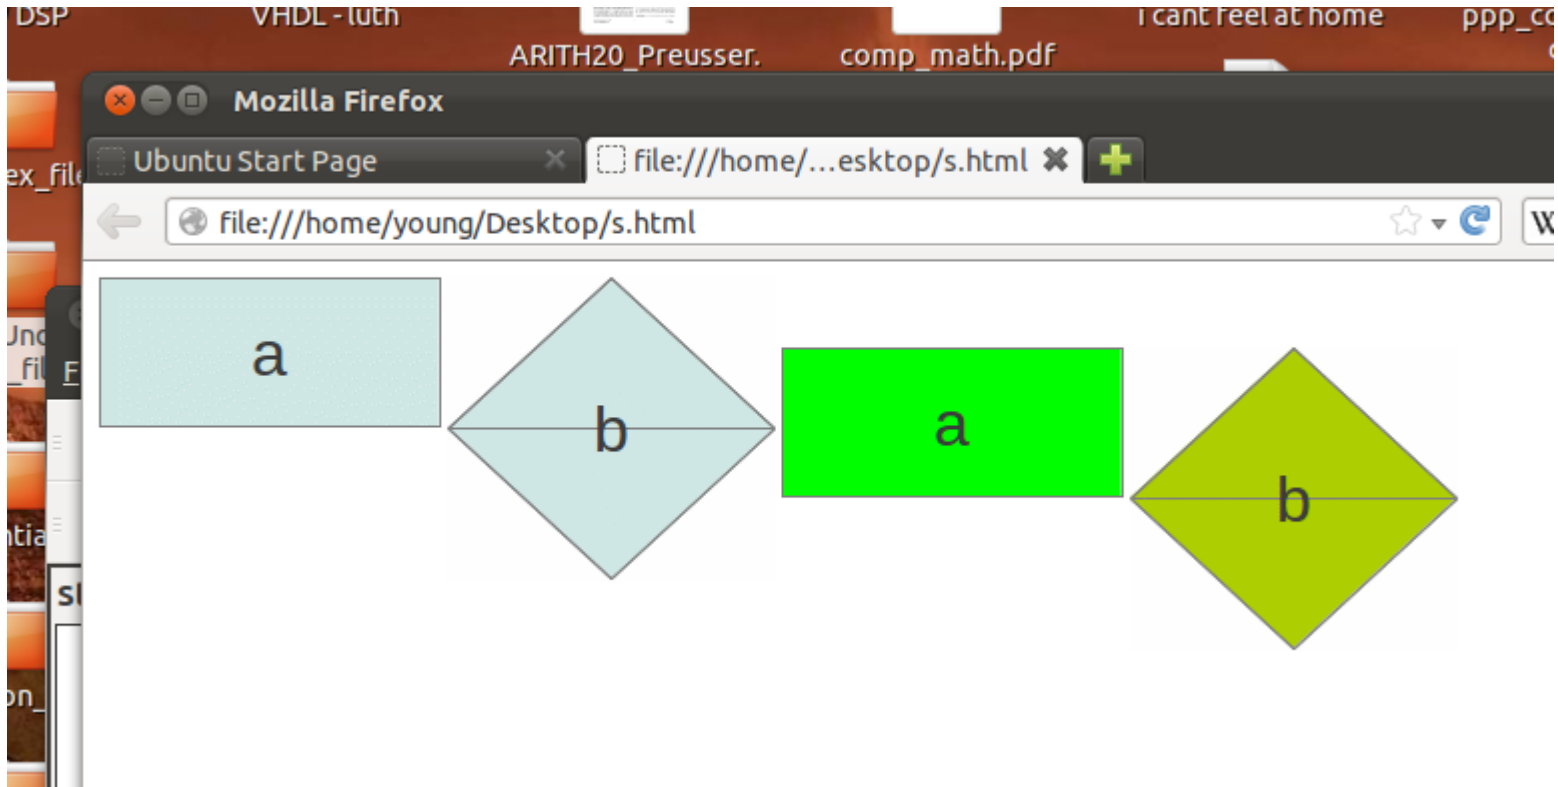 DSP
VHDL - luth
i cant feel at home
ARITH20_Preusser.
comp_math.pdf
Mozilla Firefox
Ubuntu Start Page
file:///home/...esktop/s.html
file:///home/young/Desktop/s.html
W
a
b
a
b
F